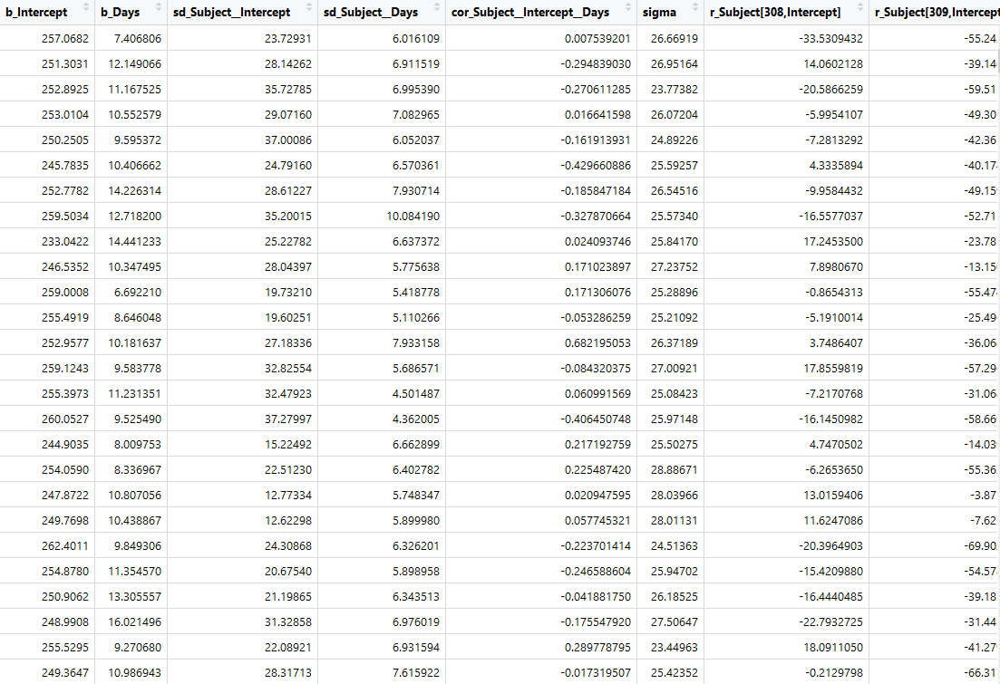 b_Intercept b_Days sd_Subject__Intercept sd_Subject__Days cor_Subject__Intercept__Days sigma r_Subject[308,Intercept] r_Subject[309,Intercept
257.0682 7.406806 23.72931 6.016109 0.007539201 26.66919 -33.5309432 -55.24
251.3031 12.149066 28.14262 6.911519 -0.294839030 26.95164 14.0602128 -39.14
252.8925 11.167525 35.72785 6.995390 -0.270611285 23.77382 -20.5866259 -59.51
253.0104 10.552579 29.07160 7.082965 0.016641598 26.07204 -5.9954107 -49.30
250.2505 9.595372 37.00086 6.052037 -0.161913931 24.89226 -7.2813292 -42.36
245.7835 10.406662 24.79160 6.570361 -0.429660886 25.59257 4.3335894 -40.17
252.7782 14.226314 28.61227 7.930714 -0.185847184 26.54516 -9.9584432 -49.15
259.5034 12.718200 35.20015 10.084190 -0.327870664 25.57340 -16.5577037 -52.71
233.0422 14.441233 25.22782 6.637372 0.024093746 25.84170 17.2453500 -23.78
246.5352 10.347495 28.04397 5.775638 0.171023897 27.23752 7.8980670 -13.15
259.0008 6.692210 19.73210 5.418778 0.171306076 25.28896 -0.8654313 -55.47
255.4919 8.646048 19.60251 5.110266 -0.053286259 25.21092 -5.1910014 -25.49
252.9577 10.181637 27.18336 7.933158 0.682195053 26.37189 3.7486407 -36.06
259.1243 9.583778 32.82554 5.686571 -0.084320375 27.00921 17.8559819 -57.29
255.3973 11.231351 32.47923 4.501487 0.060991569 25.08423 -7.2170768 -31.06
260.0527 9.525490 37.27997 4.362005 -0.406450748 25.97148 -16.1450982 -58.66
244.9035 8.009753 15.22492 6.662899 0.217192759 25.50275 4.7470502 -14.03
254.0590 8.336967 22.51230 6.402782 0.225487420 28.88671 -6.2653650 -55.36
247.8722 10.807056 12.77334 5.748347 0.020947595 28.03966 13.0159406 -3.87
249.7698 10.438867 12.62298 5.899980 0.057745321 28.01131 11.6247086 -7.62
262.4011 9.849306 24.30868 6.326201 -0.223701414 24.51363 -20.3964903 -69.90
254.8780 11.354570 20.67540 5.898958 -0.246588604 25.94702 -15.4209880 -54.57
250.9062 13.305557 21.19865 6.343513 -0.041881750 26.18525 -16.4440485 -39.18
248.9908 16.021496 31.32858 6.976019 -0.175547920 27.50647 -22.7932725 -31.44
255.5295 9.270680 22.08921 6.931594 0.289778795 23.44963 18.0911050 -41.27
249.3647 10.986943 28.31713 7.615922 -0.017319507 25.42352 -0.2129798 -66.31